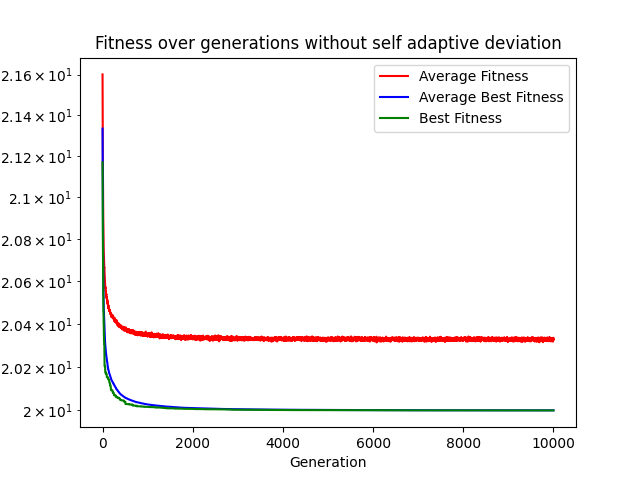 Fitness over generations without self adaptive deviation
2.16 × 10¹
2.14 × 10¹
2.12 × 10¹
2.1 × 10¹
2.08 × 10¹
2.06 × 10¹
2.04 × 10¹
2.02 × 10¹
2 × 10¹
Average Fitness
Average Best Fitness
Best Fitness
0 2000 4000 6000 8000 10000
Generation